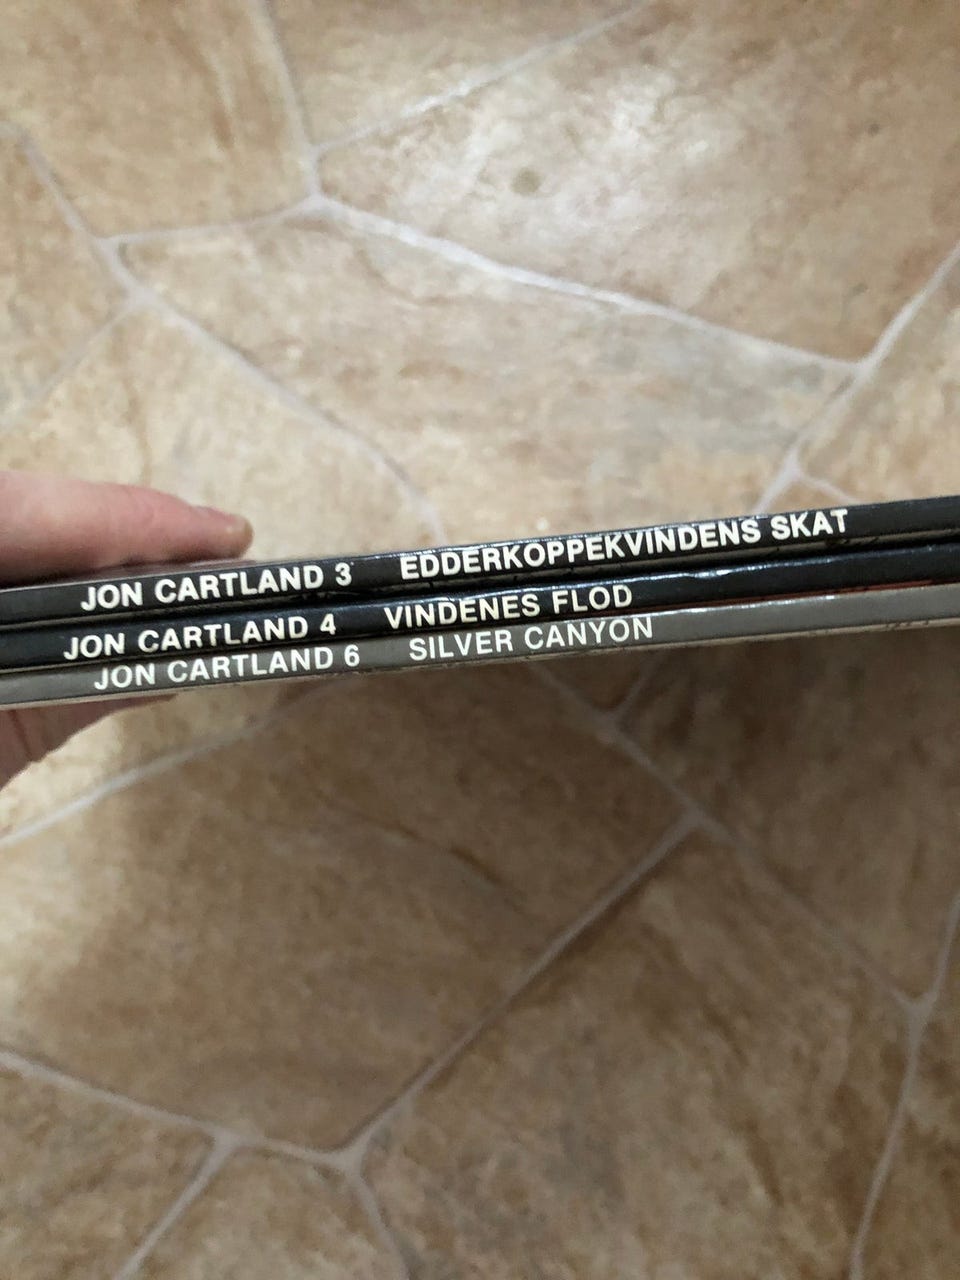 JON CARTLAND 3 EDDERKOPPEKVINDENS SKAT
JON CARTLAND 4 VINDENES FLOD
JON CARTLAND 6 SILVER CANYON